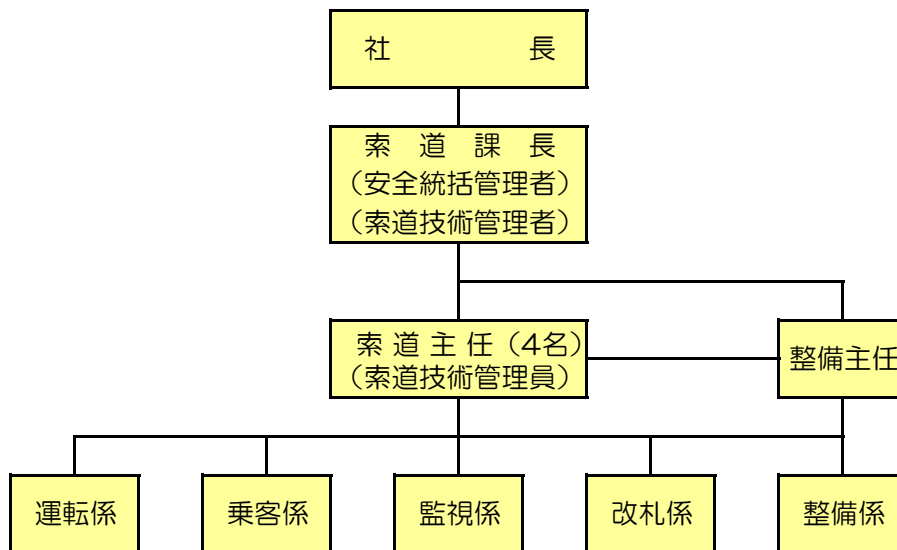 社長
索道課長
（安全統括管理者）
（索道技術管理者）
索道主任（4名）
（索道技術管理員）
整備主任
運転係
乗客係
監視係
改札係
整備係